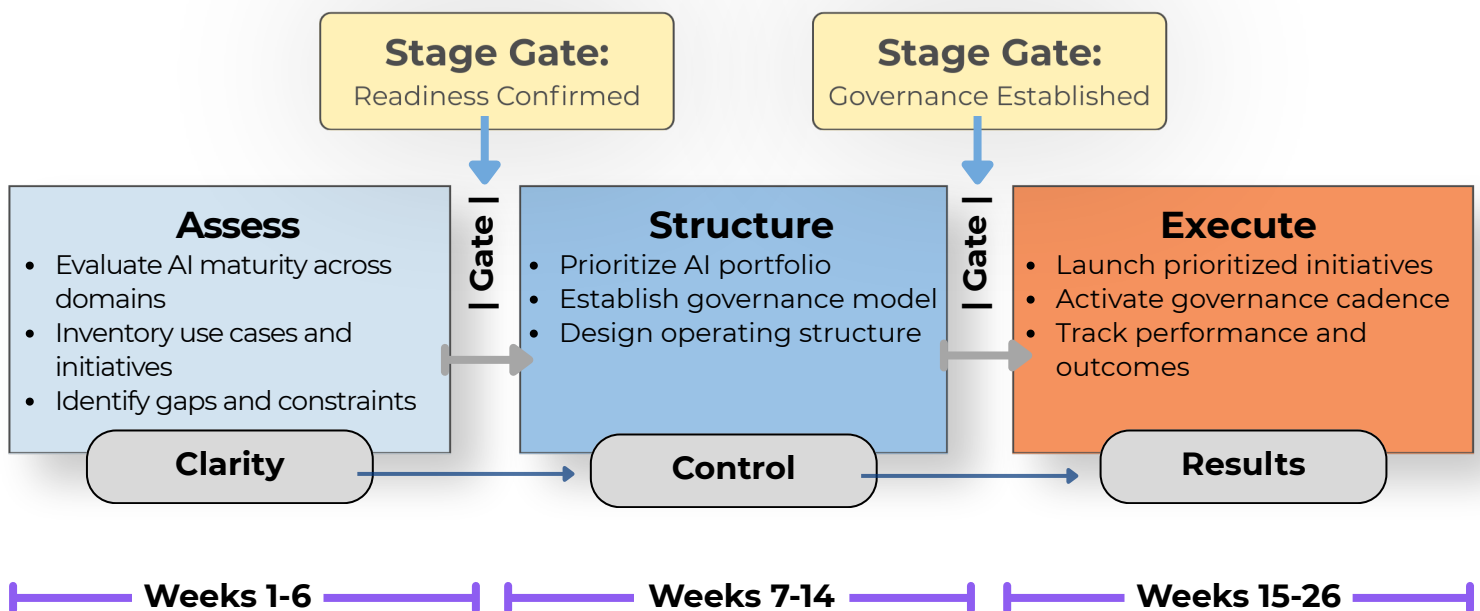 Stage Gate:
Readiness Confirmed
Stage Gate:
Governance Established
Assess
• Evaluate AI maturity across
domains
• Inventory use cases and
initiatives
• Identify gaps and constraints
Clarity
| Gate |
Structure
• Prioritize AI portfolio
• Establish governance model
• Design operating structure
Control
| Gate |
Execute
• Launch prioritized initiatives
• Activate governance cadence
• Track performance and
outcomes
Results
Weeks 1-6
Weeks 7-14
Weeks 15-26